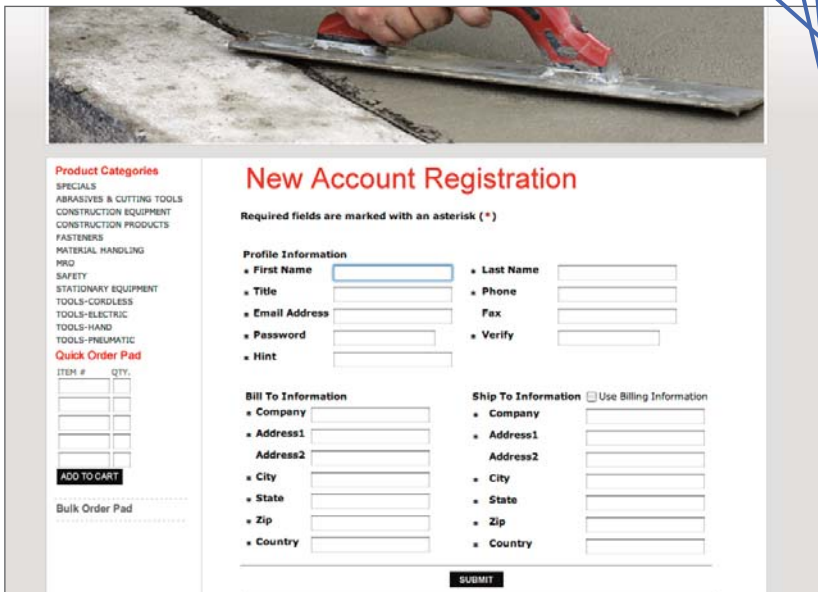 Product Categories
SPECIALS
ABRASIVES & CUTTING TOOLS
CONSTRUCTION EQUIPMENT
CONSTRUCTION PRODUCTS
FASTENERS
MATERIAL HANDLING
MRO
SAFETY
STATIONARY EQUIPMENT
TOOLS-CORDLESS
TOOLS-ELECTRIC
TOOLS-HAND
TOOLS-PNEUMATIC
Quick Order Pad
ITEM # QTY.
ADD TO CART
Bulk Order Pad
New Account Registration
Required fields are marked with an asterisk (*)
Profile Information
* First Name * Last Name
* Title * Phone
* Email Address Fax
* Password * Verify
* Hint
Bill To Information
* Company
* Address1
Address2
* City
* State
* Zip
* Country
Ship To Information Use Billing Information
* Company
* Address1
Address2
* City
* State
* Zip
* Country
SUBMIT